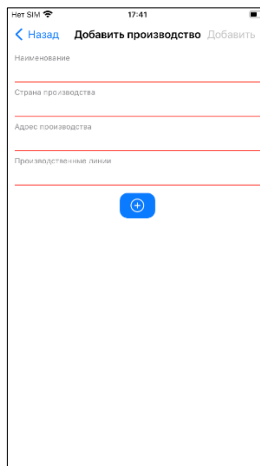 Нет SIM 17:41
Назад Добавить производство Добавить
Наименование
Страна производства
Адрес производства
Производственные линии